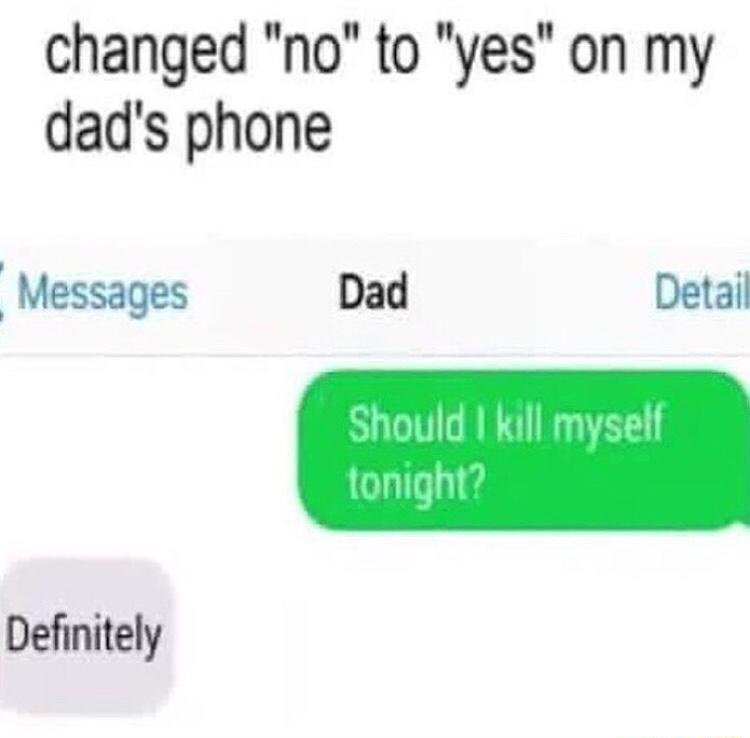 changed "no" to "yes" on my
dad's phone
Messages Dad Detail
Should I kill myself
tonight?
Definitely